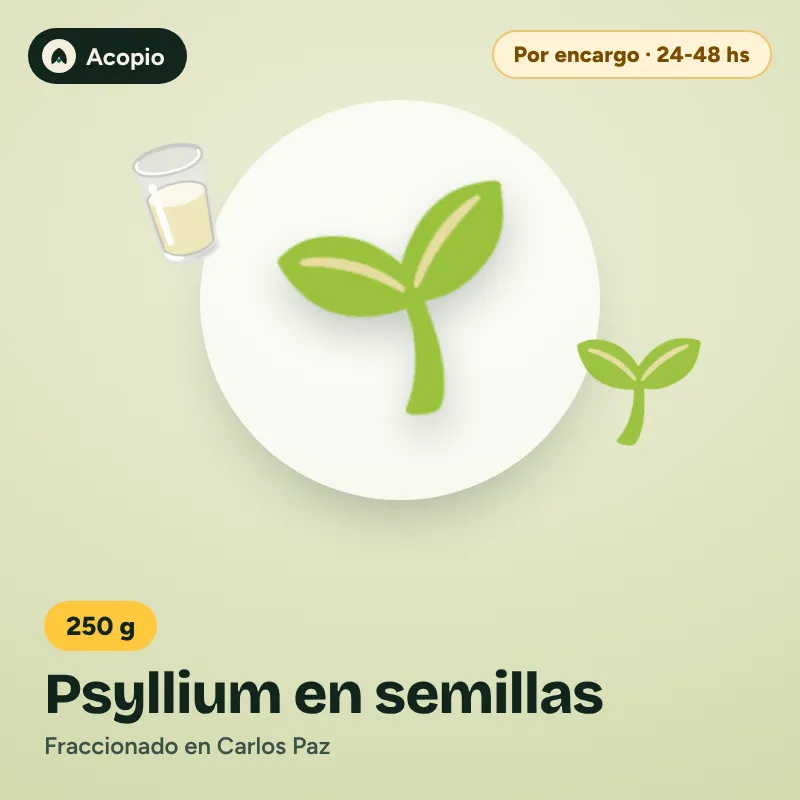 Acopio
Por encargo · 24-48 hs
250 g
Psyllium en semillas
Fraccionado en Carlos Paz